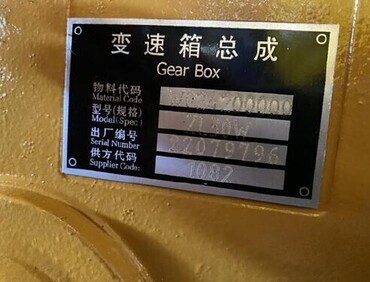 变速箱总成
Gear Box
物料代码
Material Code
型号(规格)
Model(Spec.)
出厂编号
Serial Number 22079796
供方代码
Supplier Code: 1082